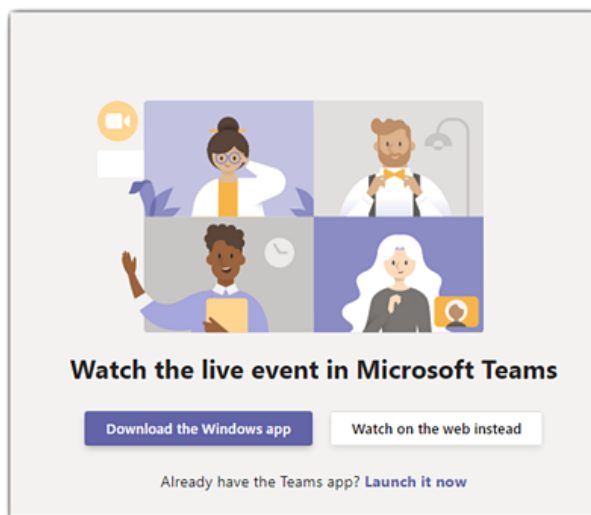 Watch the live event in Microsoft Teams
Download the Windows app
Watch on the web instead
Already have the Teams app? Launch it now